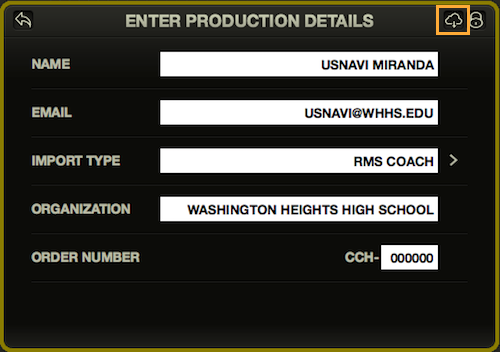 ENTER PRODUCTION DETAILS
NAME USNAVI MIRANDA
EMAIL USNAVI@WHHS.EDU
IMPORT TYPE RMS COACH
ORGANIZATION WASHINGTON HEIGHTS HIGH SCHOOL
ORDER NUMBER CCH- 000000